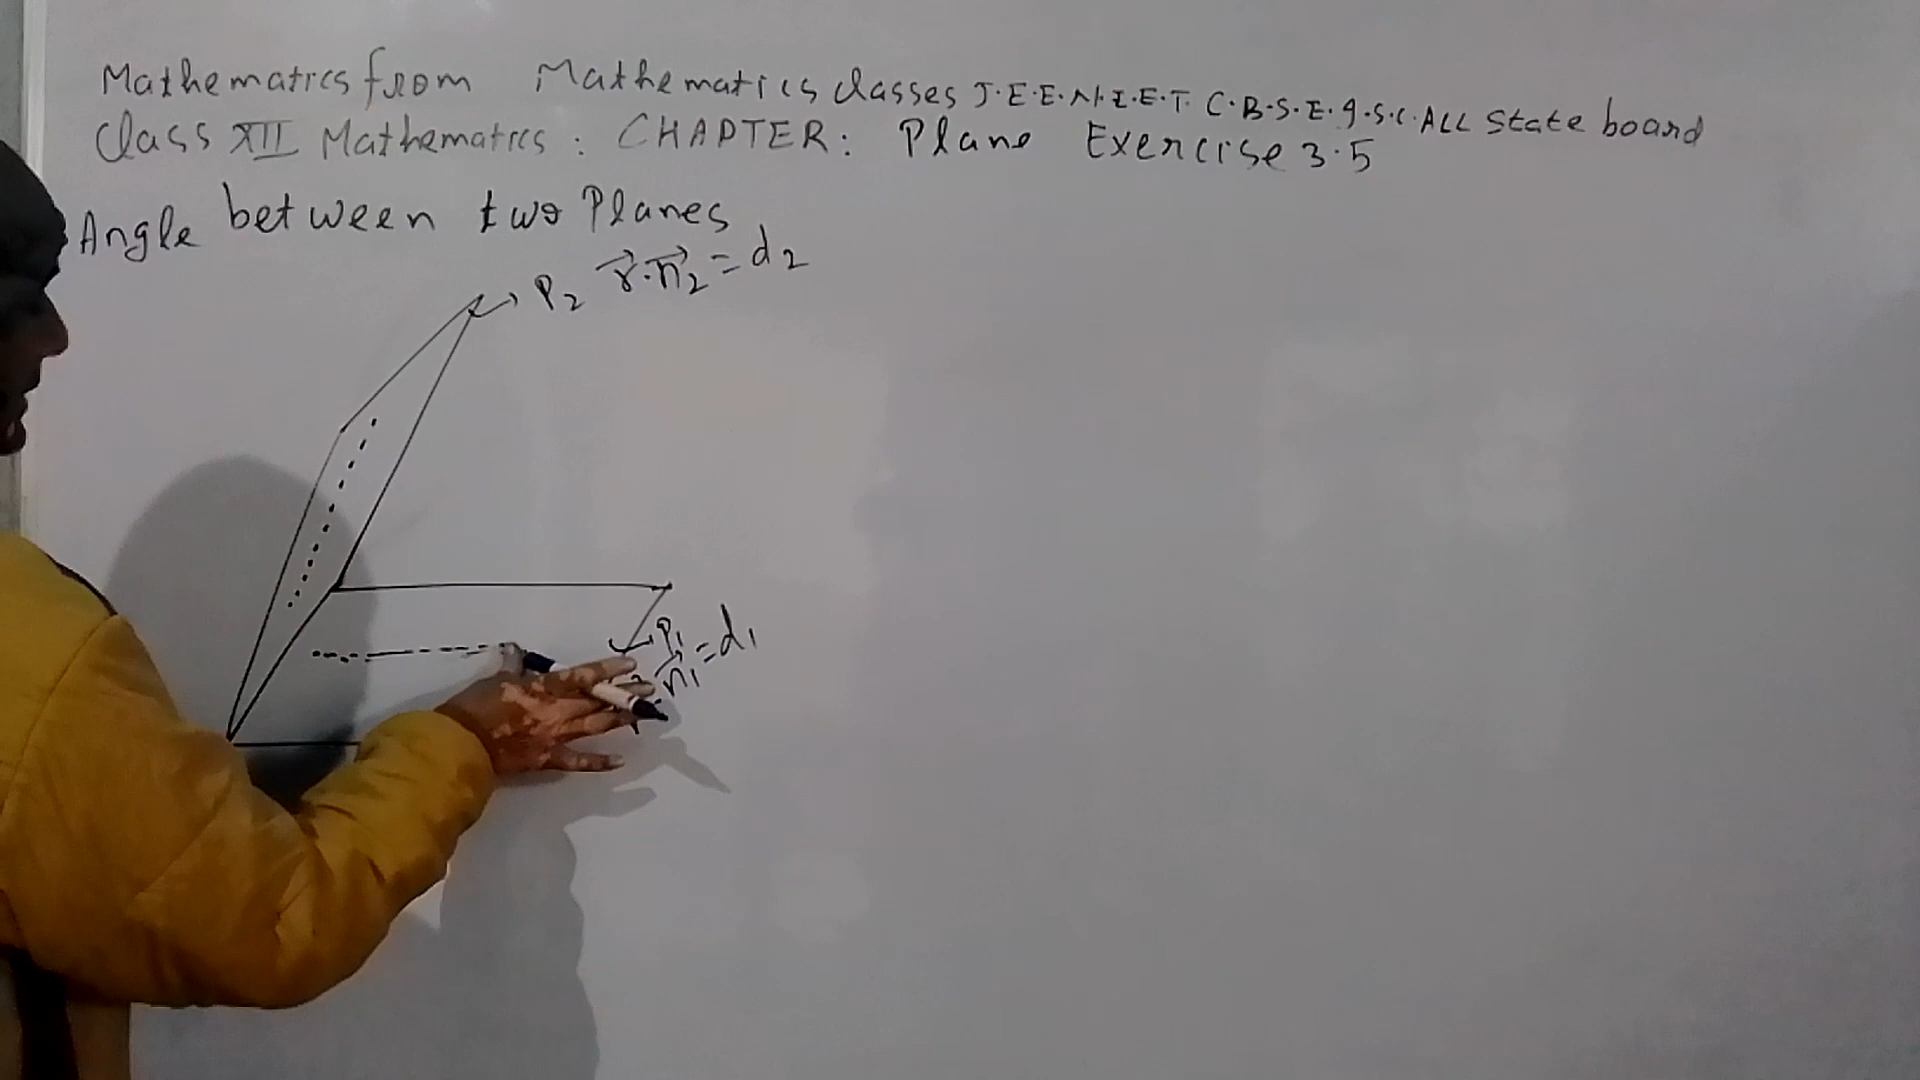 Mathematics from Mathematics classes J.E.E. N.E.E.T. C.B.S.E. I.S.C. ALL State board
Class XII Mathematics : CHAPTER : Plane Exercise 3.5
Angle between two Planes
P₂ r⃗.n⃗₂ = d₂
P₁
n⃗₁ = d₁